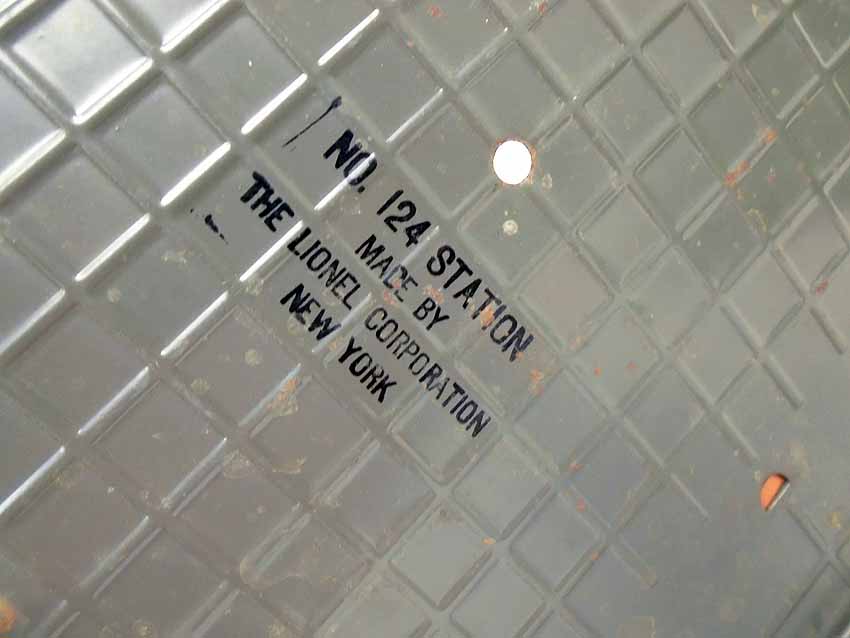 NO. 124 STATION
MADE BY
THE LIONEL CORPORATION
NEW YORK